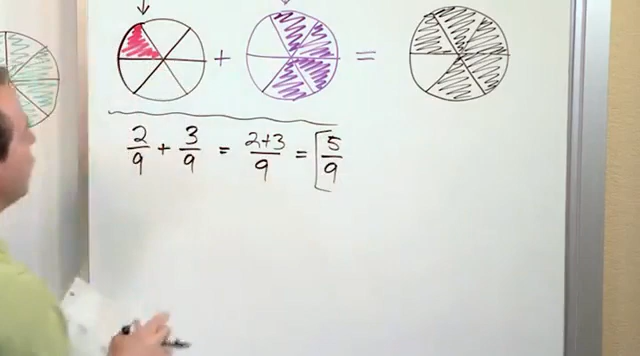 + =
2/9 + 3/9 = 2+3/9 = 5/9